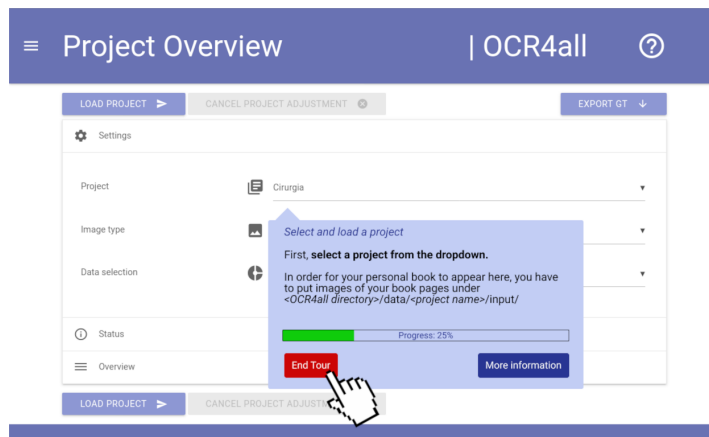 Project Overview | OCR4all
LOAD PROJECT CANCEL PROJECT ADJUSTMENT EXPORT GT
Settings
Project Cirurgia
Image type
Data selection
Select and load a project
First, select a project from the dropdown.
In order for your personal book to appear here, you have
to put images of your book pages under
<OCR4all directory>/data/<project name>/input/
Progress: 25%
End Tour More information
Status
Overview
LOAD PROJECT CANCEL PROJECT